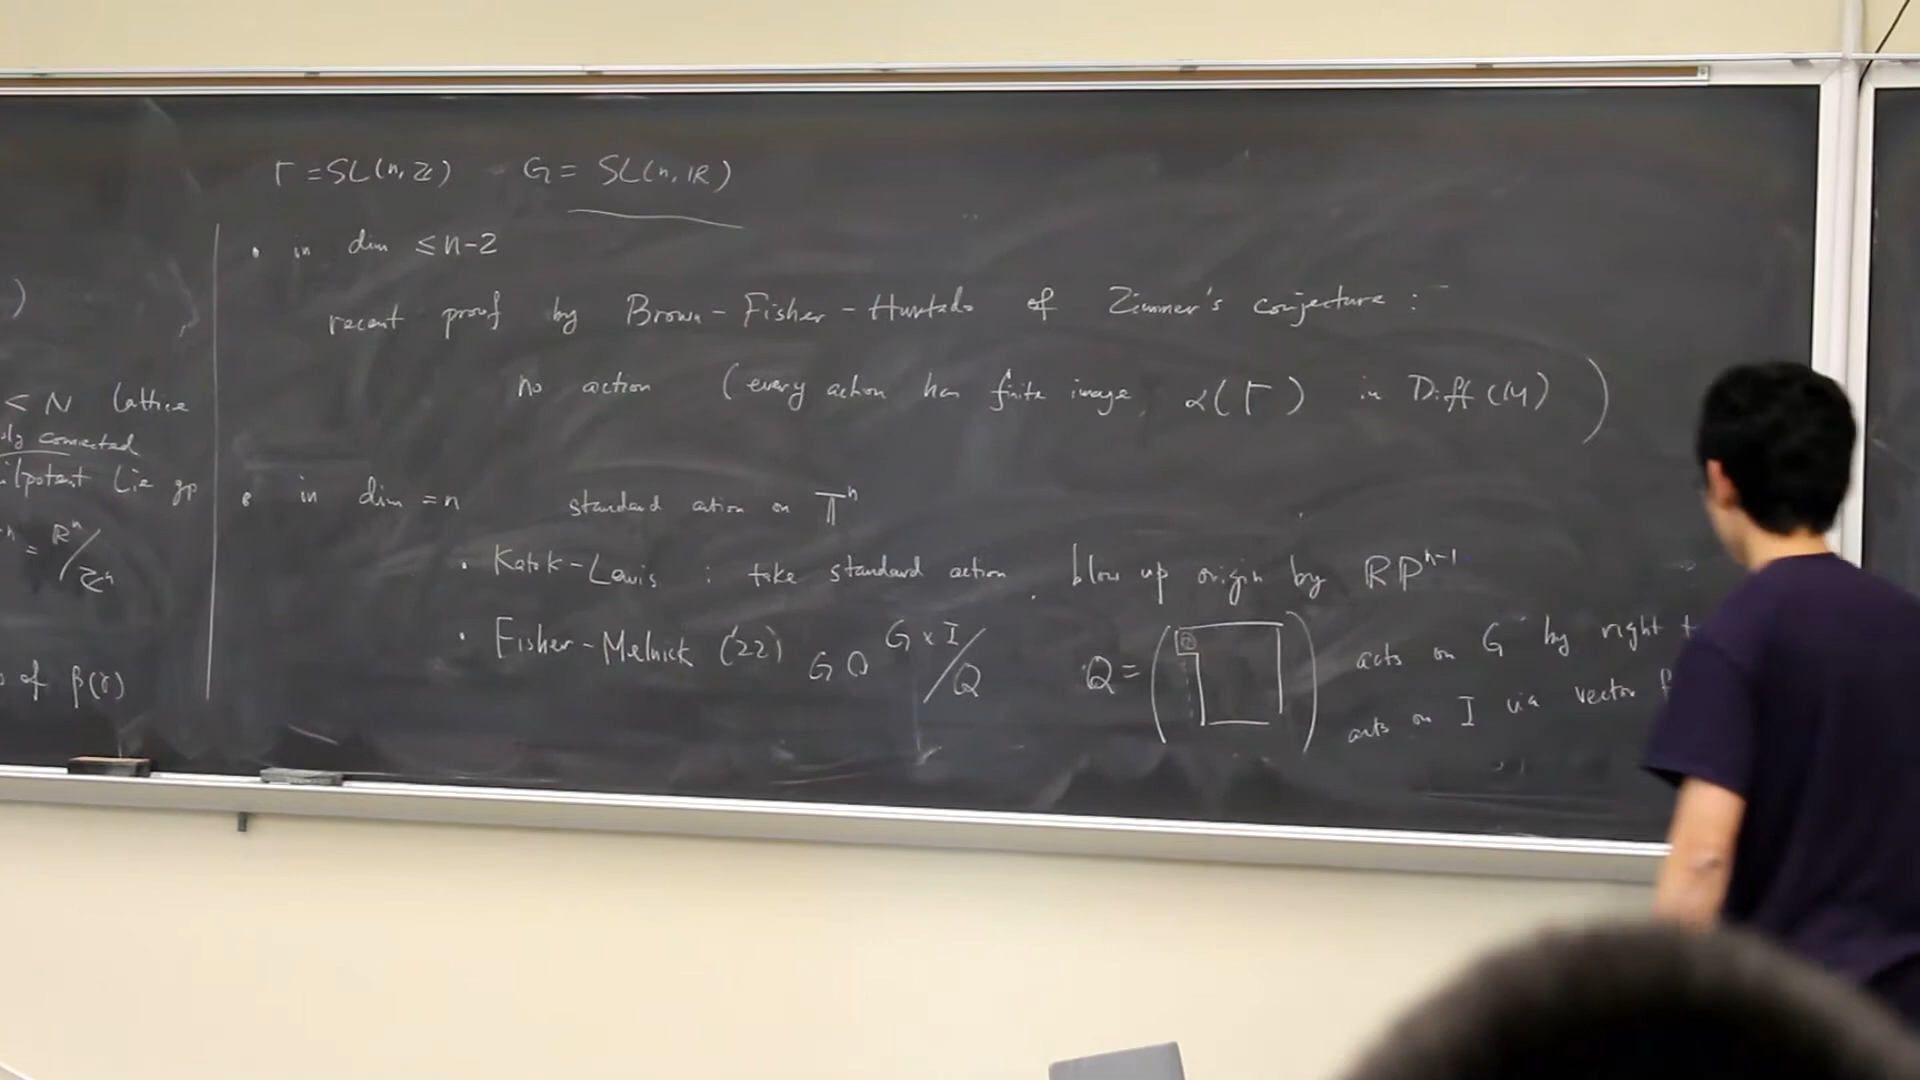 )
< N lattice
connected
nilpotent Lie gp
= R^n/Z^n
of β(γ)
Γ = SL(n, Z) G = SL(n, R)
• in dim ≤ n-2
recent proof by Brown - Fisher - Hurtado of Zimmer's conjecture :
no action (every action has finite image α(Γ) in Diff(M))
• in dim = n standard action on T^n
• Katok-Lewis : take standard action . blow up origin by RP^{n-1}
• Fisher-Melnick ('22) G ↻ G × I / Q Q = ( ) acts on G by right
acts on I via vector